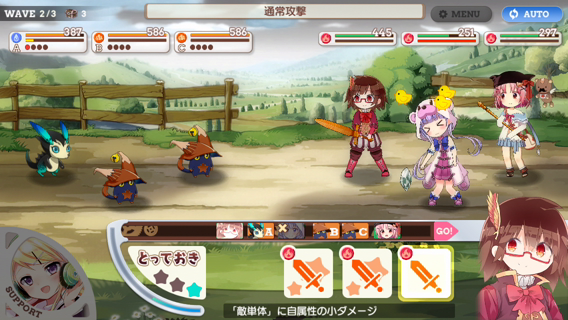 WAVE 2/3 3
通常攻撃
MENU
AUTO
387
586
586
A
B
C
445
251
297
A
B
C
GO!
とっておき
SUPPORT
「敵単体」に自属性の小ダメージ